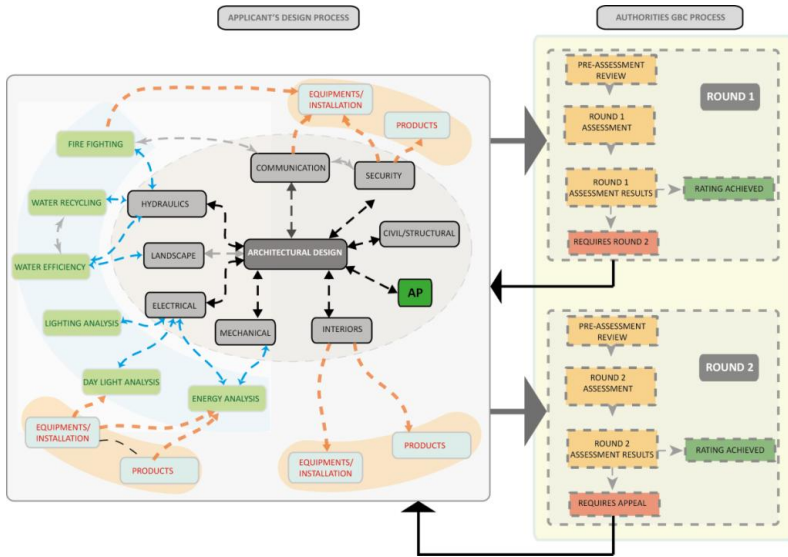 APPLICANT'S DESIGN PROCESS
AUTHORITIES GBC PROCESS
EQUIPMENTS/
INSTALLATION
PRODUCTS
FIRE FIGHTING
COMMUNICATION
SECURITY
WATER RECYCLING
HYDRAULICS
CIVIL/STRUCTURAL
LANDSCAPE
ARCHITECTURAL DESIGN
WATER EFFICIENCY
AP
ELECTRICAL
LIGHTING ANALYSIS
MECHANICAL
INTERIORS
DAY LIGHT ANALYSIS
ENERGY ANALYSIS
EQUIPMENTS/
INSTALLATION
PRODUCTS
PRODUCTS
EQUIPMENTS/
INSTALLATION
PRE-ASSESSMENT
REVIEW
ROUND 1
ROUND 1
ASSESSMENT
ROUND 1
ASSESSMENT RESULTS
RATING ACHIEVED
REQUIRES ROUND 2
PRE-ASSESSMENT
REVIEW
ROUND 2
ROUND 2
ASSESSMENT
ROUND 2
ASSESSMENT RESULTS
RATING ACHIEVED
REQUIRES APPEAL